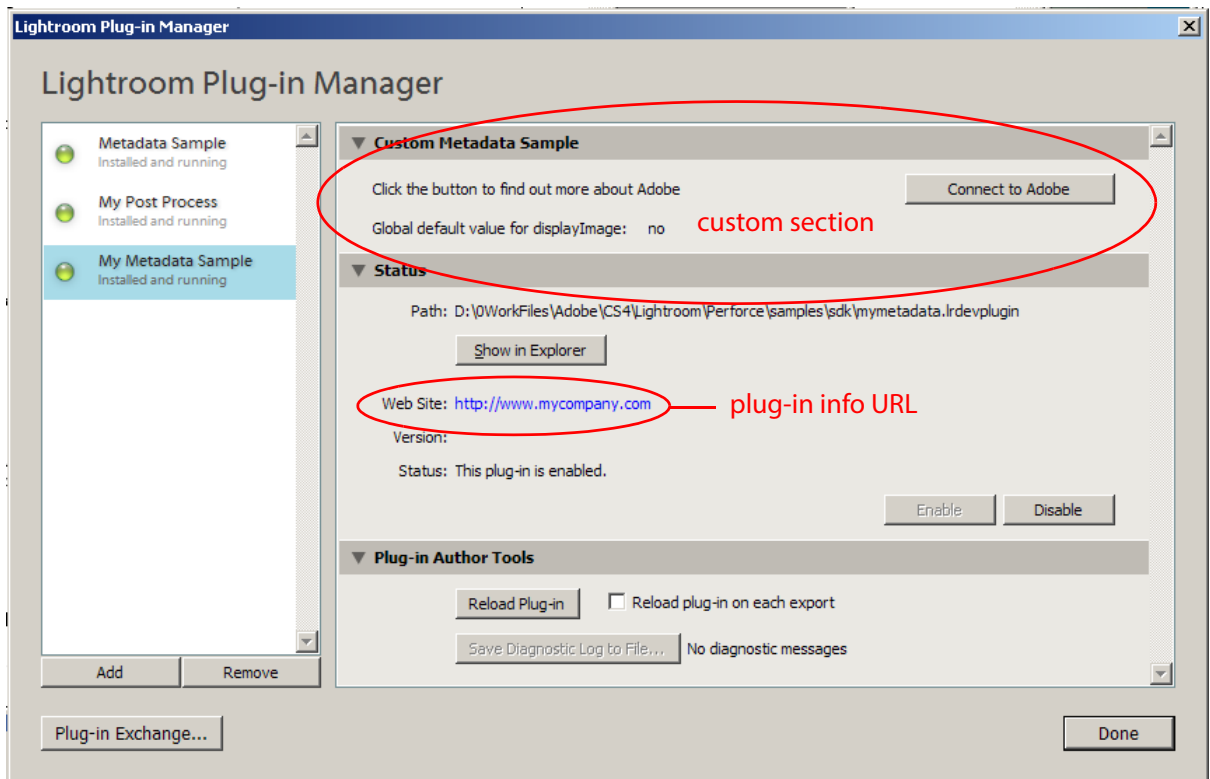 Lightroom Plug-in Manager
Lightroom Plug-in Manager
Metadata Sample
Installed and running
My Post Process
Installed and running
My Metadata Sample
Installed and running
Add Remove
Custom Metadata Sample
Click the button to find out more about Adobe Connect to Adobe
Global default value for displayImage: no custom section
Status
Path: D:\0WorkFiles\Adobe\CS4\Lightroom\Perforce\samples\sdk\mymetadata.lrdevplugin
Show in Explorer
Web Site: http://www.mycompany.com plug-in info URL
Version:
Status: This plug-in is enabled.
Enable Disable
Plug-in Author Tools
Reload Plug-in Reload plug-in on each export
Save Diagnostic Log to File... No diagnostic messages
Plug-in Exchange... Done